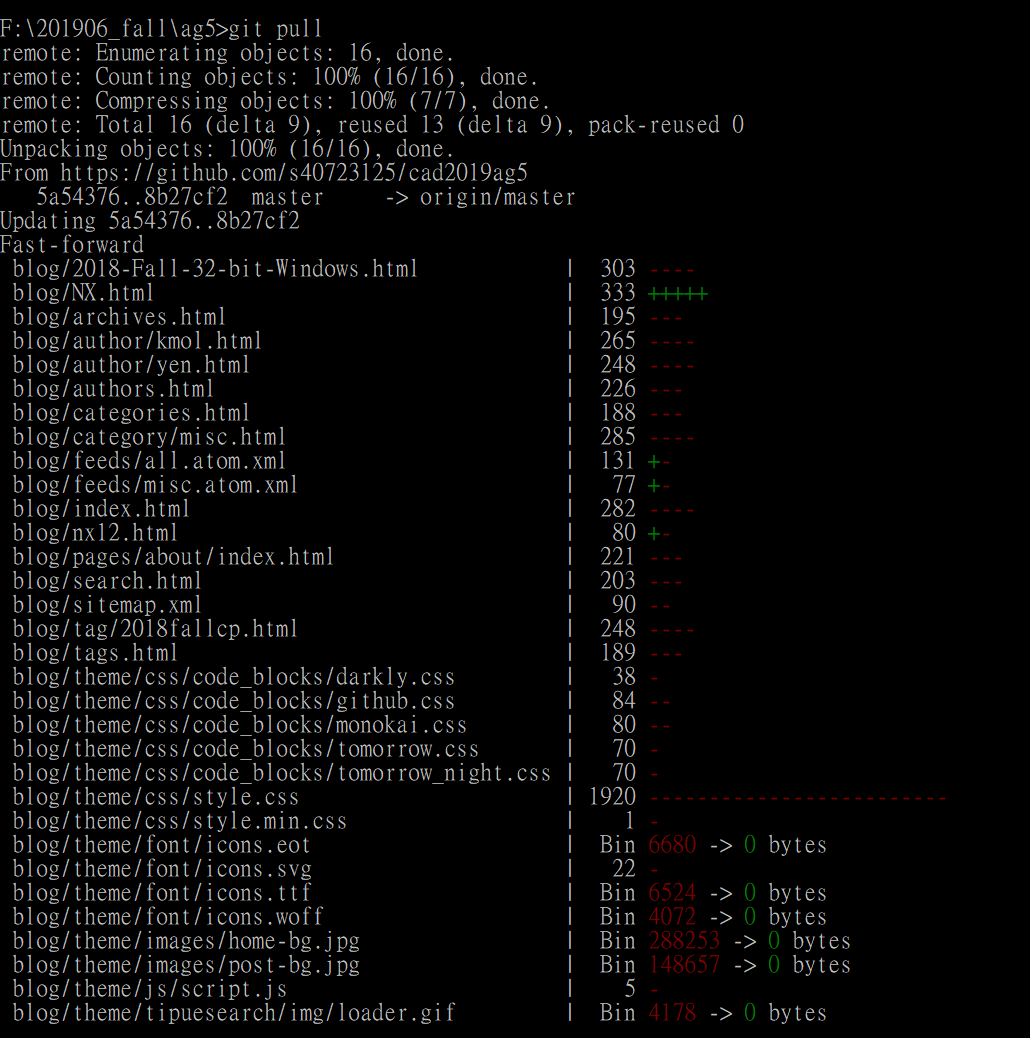 F:\201906_fall\ag5>git pull
remote: Enumerating objects: 16, done.
remote: Counting objects: 100% (16/16), done.
remote: Compressing objects: 100% (7/7), done.
remote: Total 16 (delta 9), reused 13 (delta 9), pack-reused 0
Unpacking objects: 100% (16/16), done.
From https://github.com/s40723125/cad2019ag5
   5a54376..8b27cf2  master     -> origin/master
Updating 5a54376..8b27cf2
Fast-forward
 blog/2018-Fall-32-bit-Windows.html             |  303 ----
 blog/NX.html                                   |  333 +++++
 blog/archives.html                             |  195 ---
 blog/author/kmol.html                          |  265 ----
 blog/author/yen.html                           |  248 ----
 blog/authors.html                              |  226 ---
 blog/categories.html                           |  188 ---
 blog/category/misc.html                        |  285 ----
 blog/feeds/all.atom.xml                        |  131 +-
 blog/feeds/misc.atom.xml                       |   77 +-
 blog/index.html                                |  282 ----
 blog/nx12.html                                 |   80 +-
 blog/pages/about/index.html                    |  221 ---
 blog/search.html                               |  203 ---
 blog/sitemap.xml                               |   90 --
 blog/tag/2018fallcp.html                       |  248 ----
 blog/tags.html                                 |  189 ---
 blog/theme/css/code_blocks/darkly.css          |   38 -
 blog/theme/css/code_blocks/github.css          |   84 --
 blog/theme/css/code_blocks/monokai.css         |   80 --
 blog/theme/css/code_blocks/tomorrow.css        |   70 -
 blog/theme/css/code_blocks/tomorrow_night.css |   70 -
 blog/theme/css/style.css                       | 1920 -------------------------
 blog/theme/css/style.min.css                   |    1 -
 blog/theme/font/icons.eot                      |  Bin 6680 -> 0 bytes
 blog/theme/font/icons.svg                      |   22 -
 blog/theme/font/icons.ttf                      |  Bin 6524 -> 0 bytes
 blog/theme/font/icons.woff                     |  Bin 4072 -> 0 bytes
 blog/theme/images/home-bg.jpg                  |  Bin 288253 -> 0 bytes
 blog/theme/images/post-bg.jpg                  |  Bin 148657 -> 0 bytes
 blog/theme/js/script.js                        |    5 -
 blog/theme/tipuesearch/img/loader.gif          |  Bin 4178 -> 0 bytes